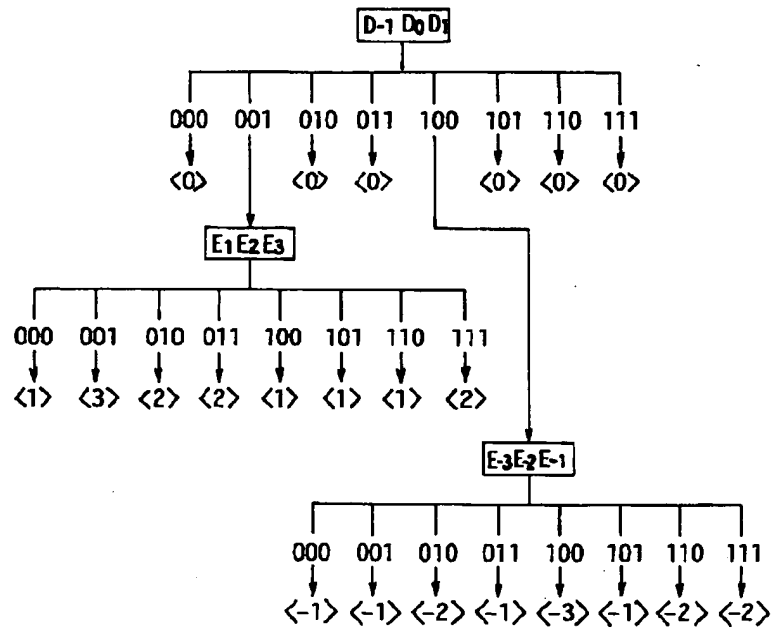 D-1 D0 D1
000 001 010 011 100 101 110 111
<0> <0> <0> <0> <0> <0>
E1 E2 E3
000 001 010 011 100 101 110 111
<1> <3> <2> <2> <1> <1> <1> <2>
E-3 E-2 E-1
000 001 010 011 100 101 110 111
<-1> <-1> <-2> <-1> <-3> <-1> <-2> <-2>